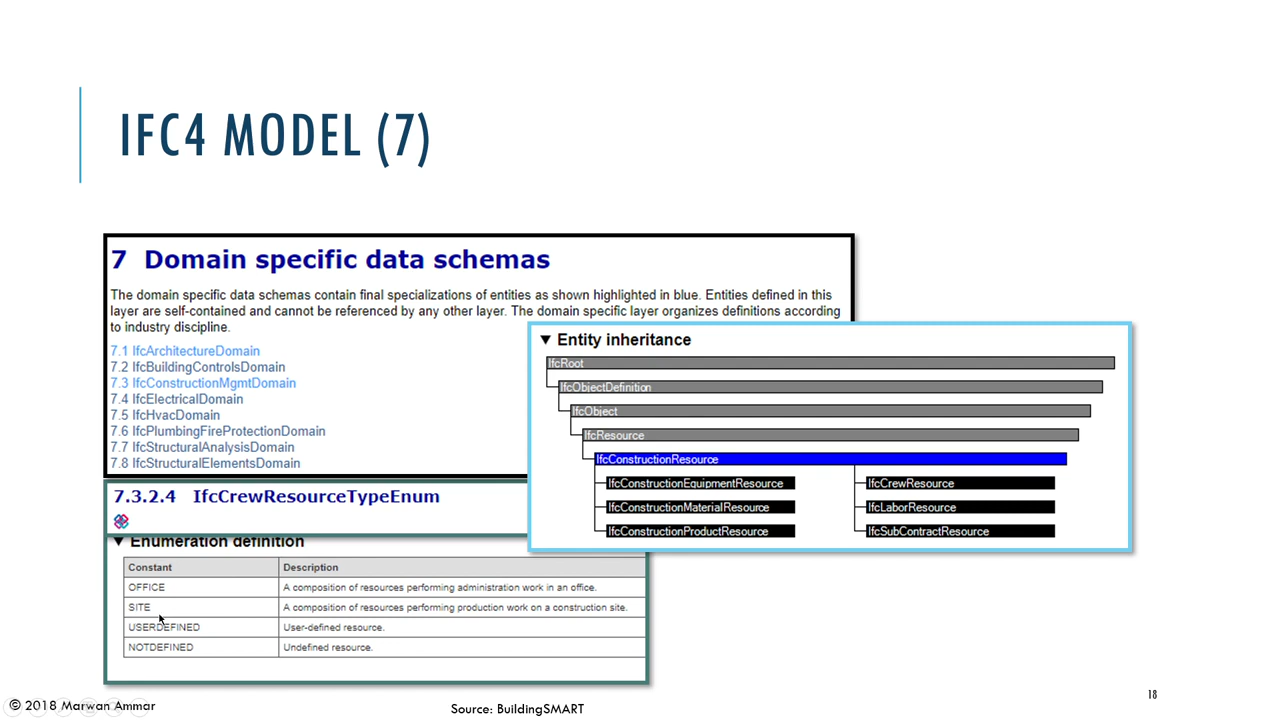 IFC4 MODEL (7)
7 Domain specific data schemas
The domain specific data schemas contain final specializations of entities as shown highlighted in blue. Entities defined in this
layer are self-contained and cannot be referenced by any other layer. The domain specific layer organizes definitions according
to industry discipline.
7.1 IfcArchitectureDomain
7.2 IfcBuildingControlsDomain
7.3 IfcConstructionMgmtDomain
7.4 IfcElectricalDomain
7.5 IfcHvacDomain
7.6 IfcPlumbingFireProtectionDomain
7.7 IfcStructuralAnalysisDomain
7.8 IfcStructuralElementsDomain
▼ Entity inheritance
IfcRoot
IfcObjectDefinition
IfcObject
IfcResource
IfcConstructionResource
IfcConstructionEquipmentResource IfcCrewResource
IfcConstructionMaterialResource IfcLaborResource
IfcConstructionProductResource IfcSubContractResource
7.3.2.4 IfcCrewResourceTypeEnum
▼ Enumeration definition
Constant Description
OFFICE A composition of resources performing administration work in an office.
SITE A composition of resources performing production work on a construction site.
USERDEFINED User-defined resource.
NOTDEFINED Undefined resource.
18
© 2018 Marwan Ammar
Source: BuildingSMART